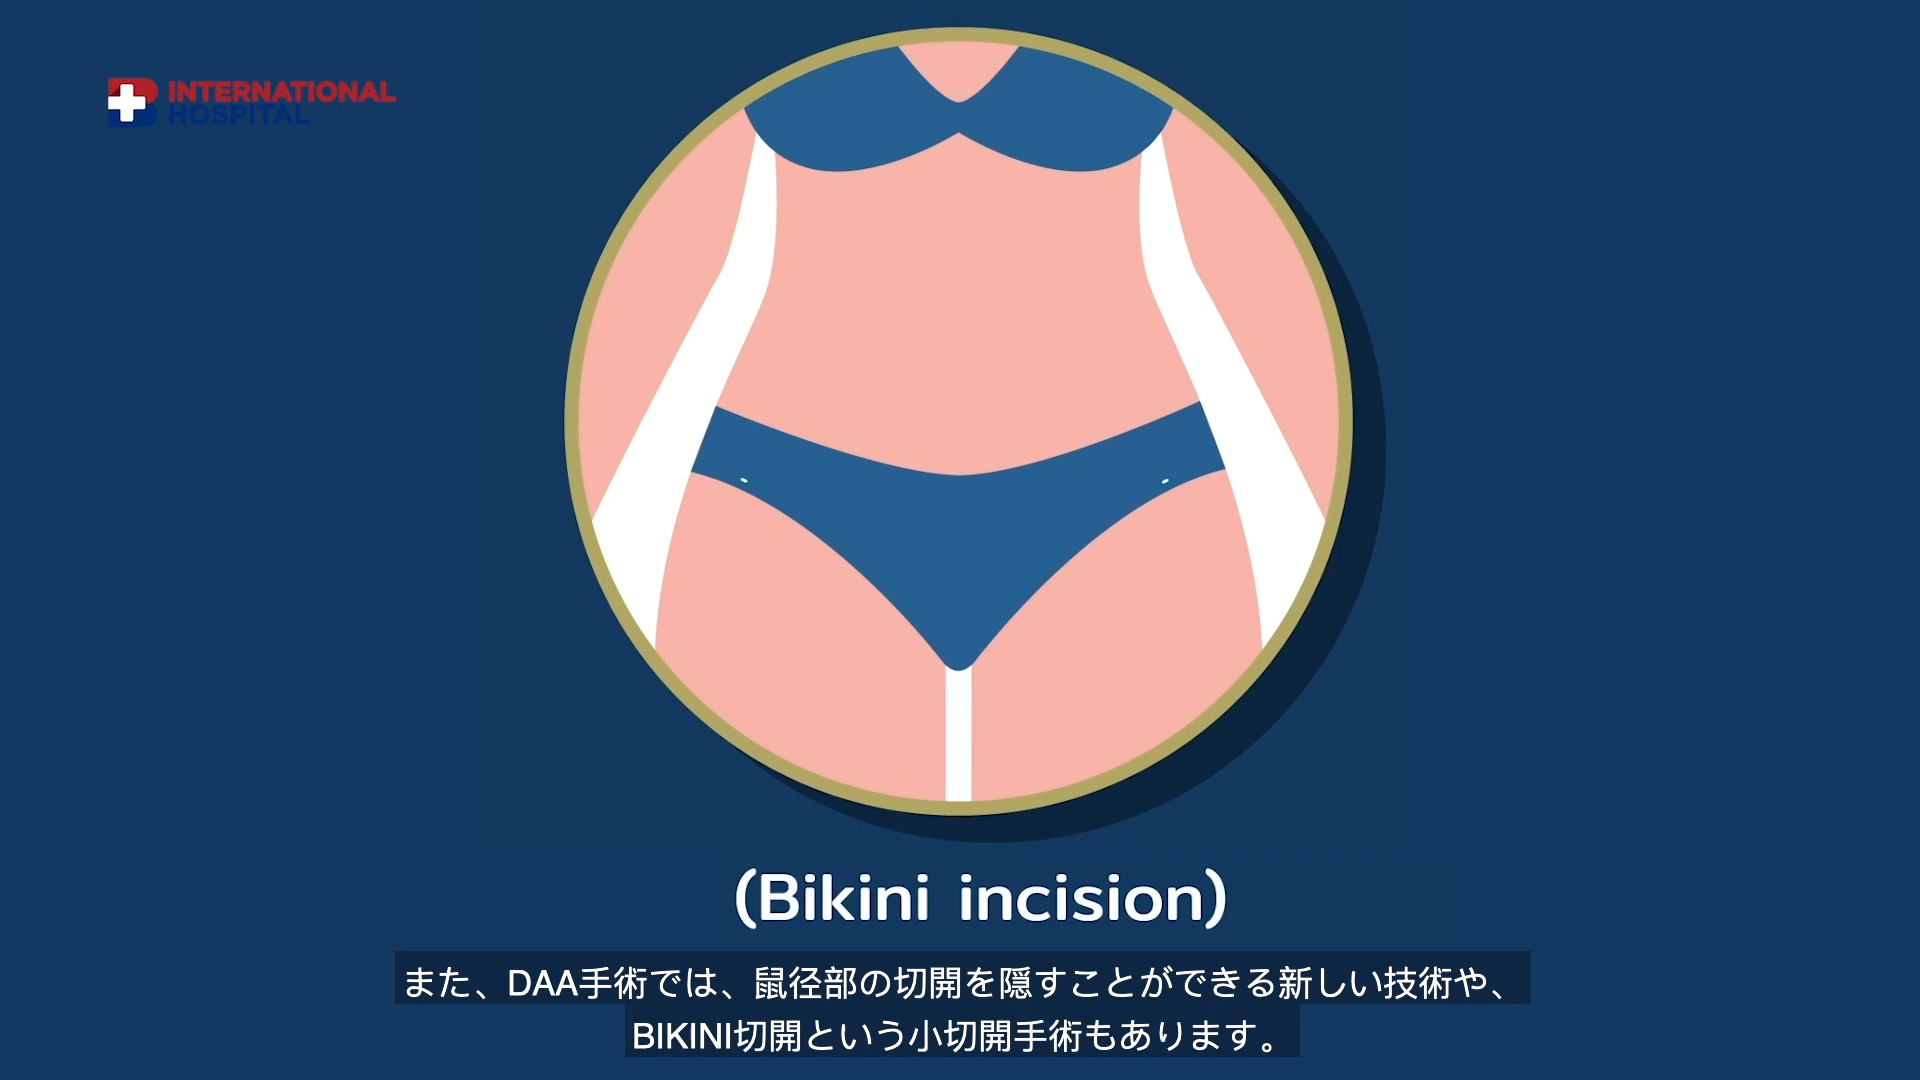 INTERNATIONAL
HOSPITAL
(Bikini incision)
また、DAA手術では、鼠径部の切開を隠すことができる新しい技術や、
BIKINI切開という小切開手術もあります。